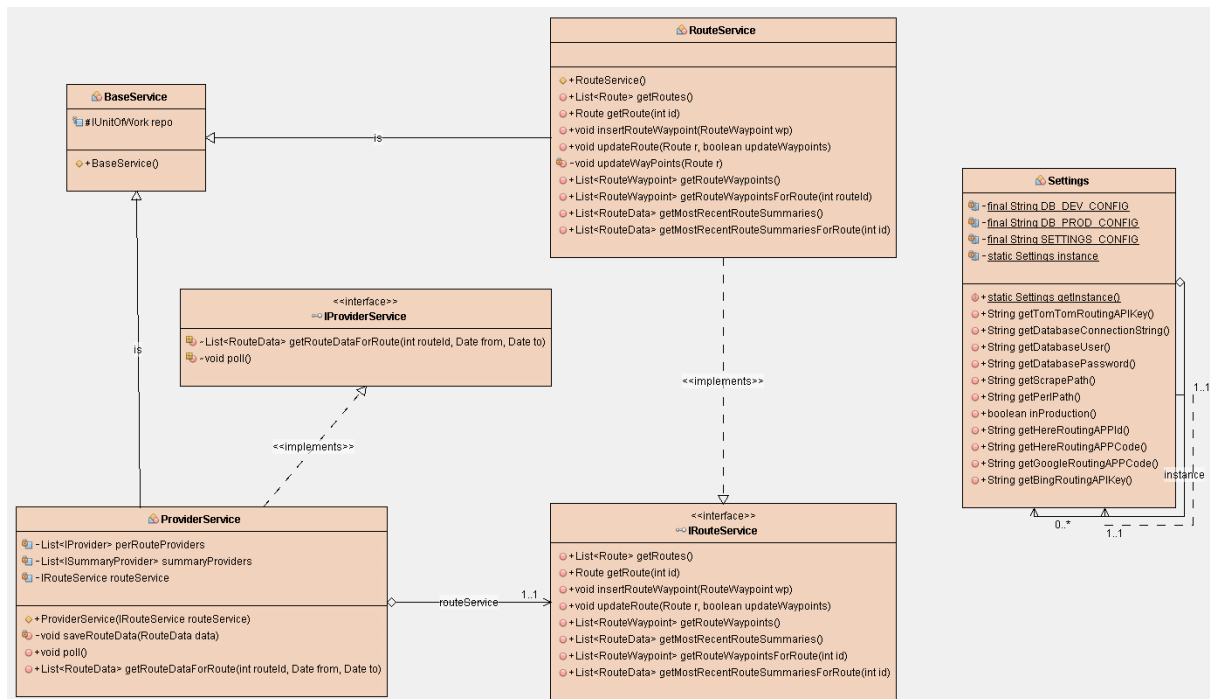 RouteService
+RouteService()
+List<Route> getRoutes()
+Route getRoute(int id)
+void insertRouteWaypoint(RouteWaypoint wp)
+void updateRoute(Route r, boolean updateWaypoints)
-void updateWayPoints(Route r)
+List<RouteWaypoint> getRouteWaypoints()
+List<RouteWaypoint> getRouteWaypointsForRoute(int routeId)
+List<RouteData> getMostRecentRouteSummaries()
+List<RouteData> getMostRecentRouteSummariesForRoute(int id)
BaseService
#IUnitOfWork repo
+BaseService()
is
Settings
-final String DB_DEV_CONFIG
-final String DB_PROD_CONFIG
-final String SETTINGS_CONFIG
-static Settings instance
+static Settings getInstance()
+String getTomTomRoutingAPIKey()
+String getDatabaseConnectionString()
+String getDatabaseUser()
+String getDatabasePassword()
+String getScrapePath()
+String getPerlPath()
+boolean inProduction()
+String getHereRoutingAPPId()
+String getHereRoutingAPPCode()
+String getGoogleRoutingAPPCode()
+String getBingRoutingAPIKey()
1..1
instance
0..*
1..1
<<interface>>
IProviderService
~List<RouteData> getRouteDataForRoute(int routeId, Date from, Date to)
~void poll()
is
<<implements>>
<<implements>>
ProviderService
-List<IProvider> perRouteProviders
-List<ISummaryProvider> summaryProviders
-IRouteService routeService
+ProviderService(IRouteService routeService)
-void saveRouteData(RouteData data)
+void poll()
+List<RouteData> getRouteDataForRoute(int routeId, Date from, Date to)
routeService
1..1
<<interface>>
IRouteService
+List<Route> getRoutes()
+Route getRoute(int id)
+void insertRouteWaypoint(RouteWaypoint wp)
+void updateRoute(Route r, boolean updateWaypoints)
+List<RouteWaypoint> getRouteWaypoints()
+List<RouteData> getMostRecentRouteSummaries()
+List<RouteWaypoint> getRouteWaypointsForRoute(int id)
+List<RouteData> getMostRecentRouteSummariesForRoute(int id)